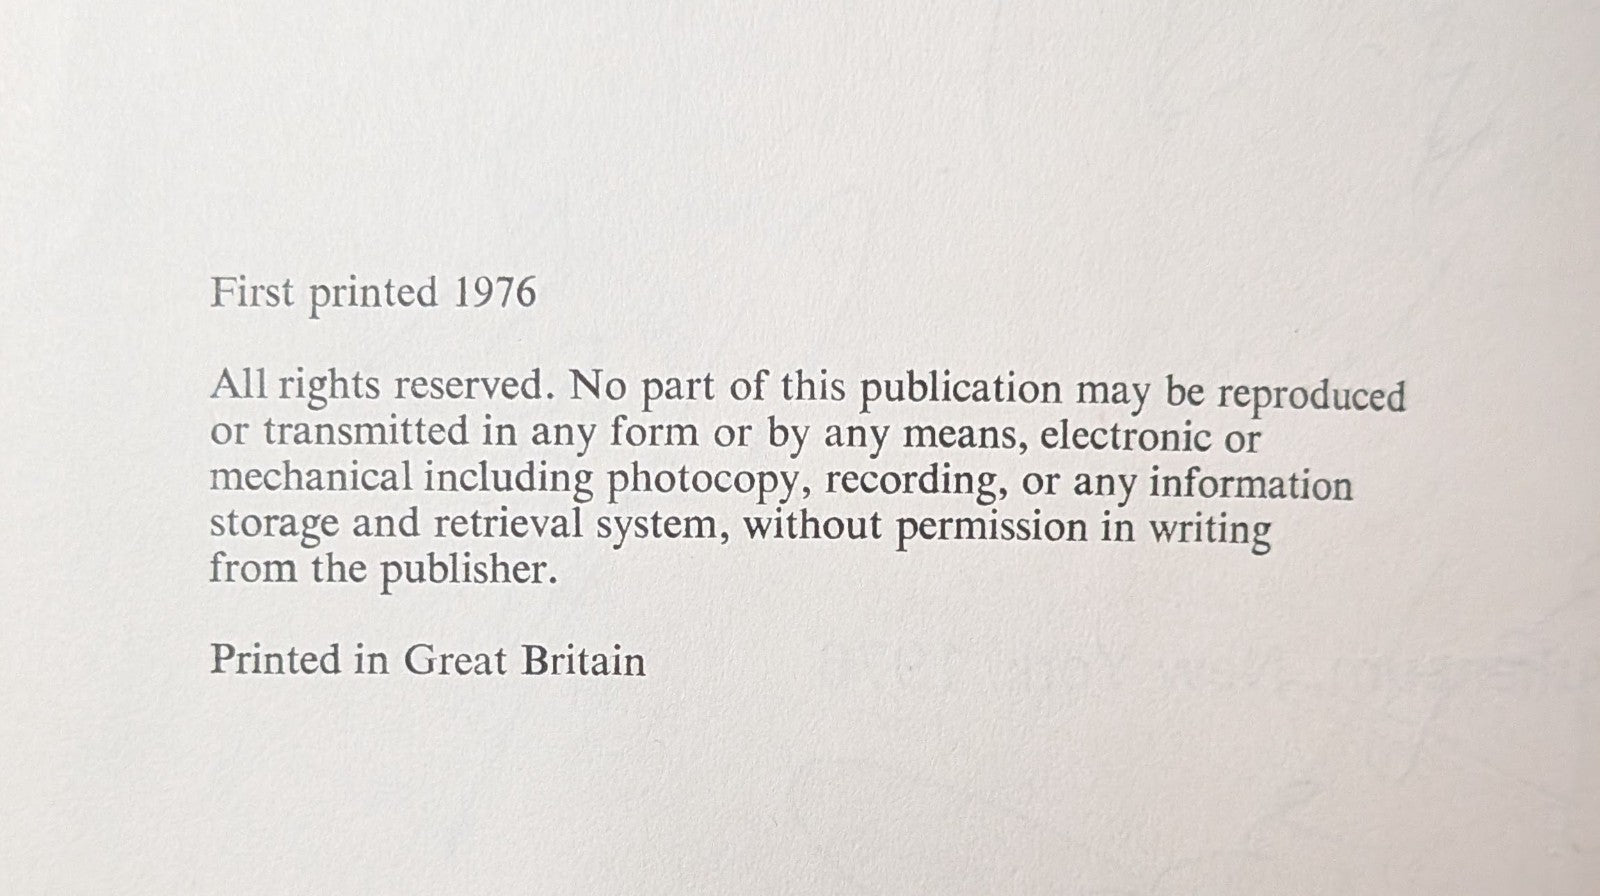 First printed 1976
All rights reserved. No part of this publication may be reproduced
or transmitted in any form or by any means, electronic or
mechanical including photocopy, recording, or any information
storage and retrieval system, without permission in writing
from the publisher.
Printed in Great Britain